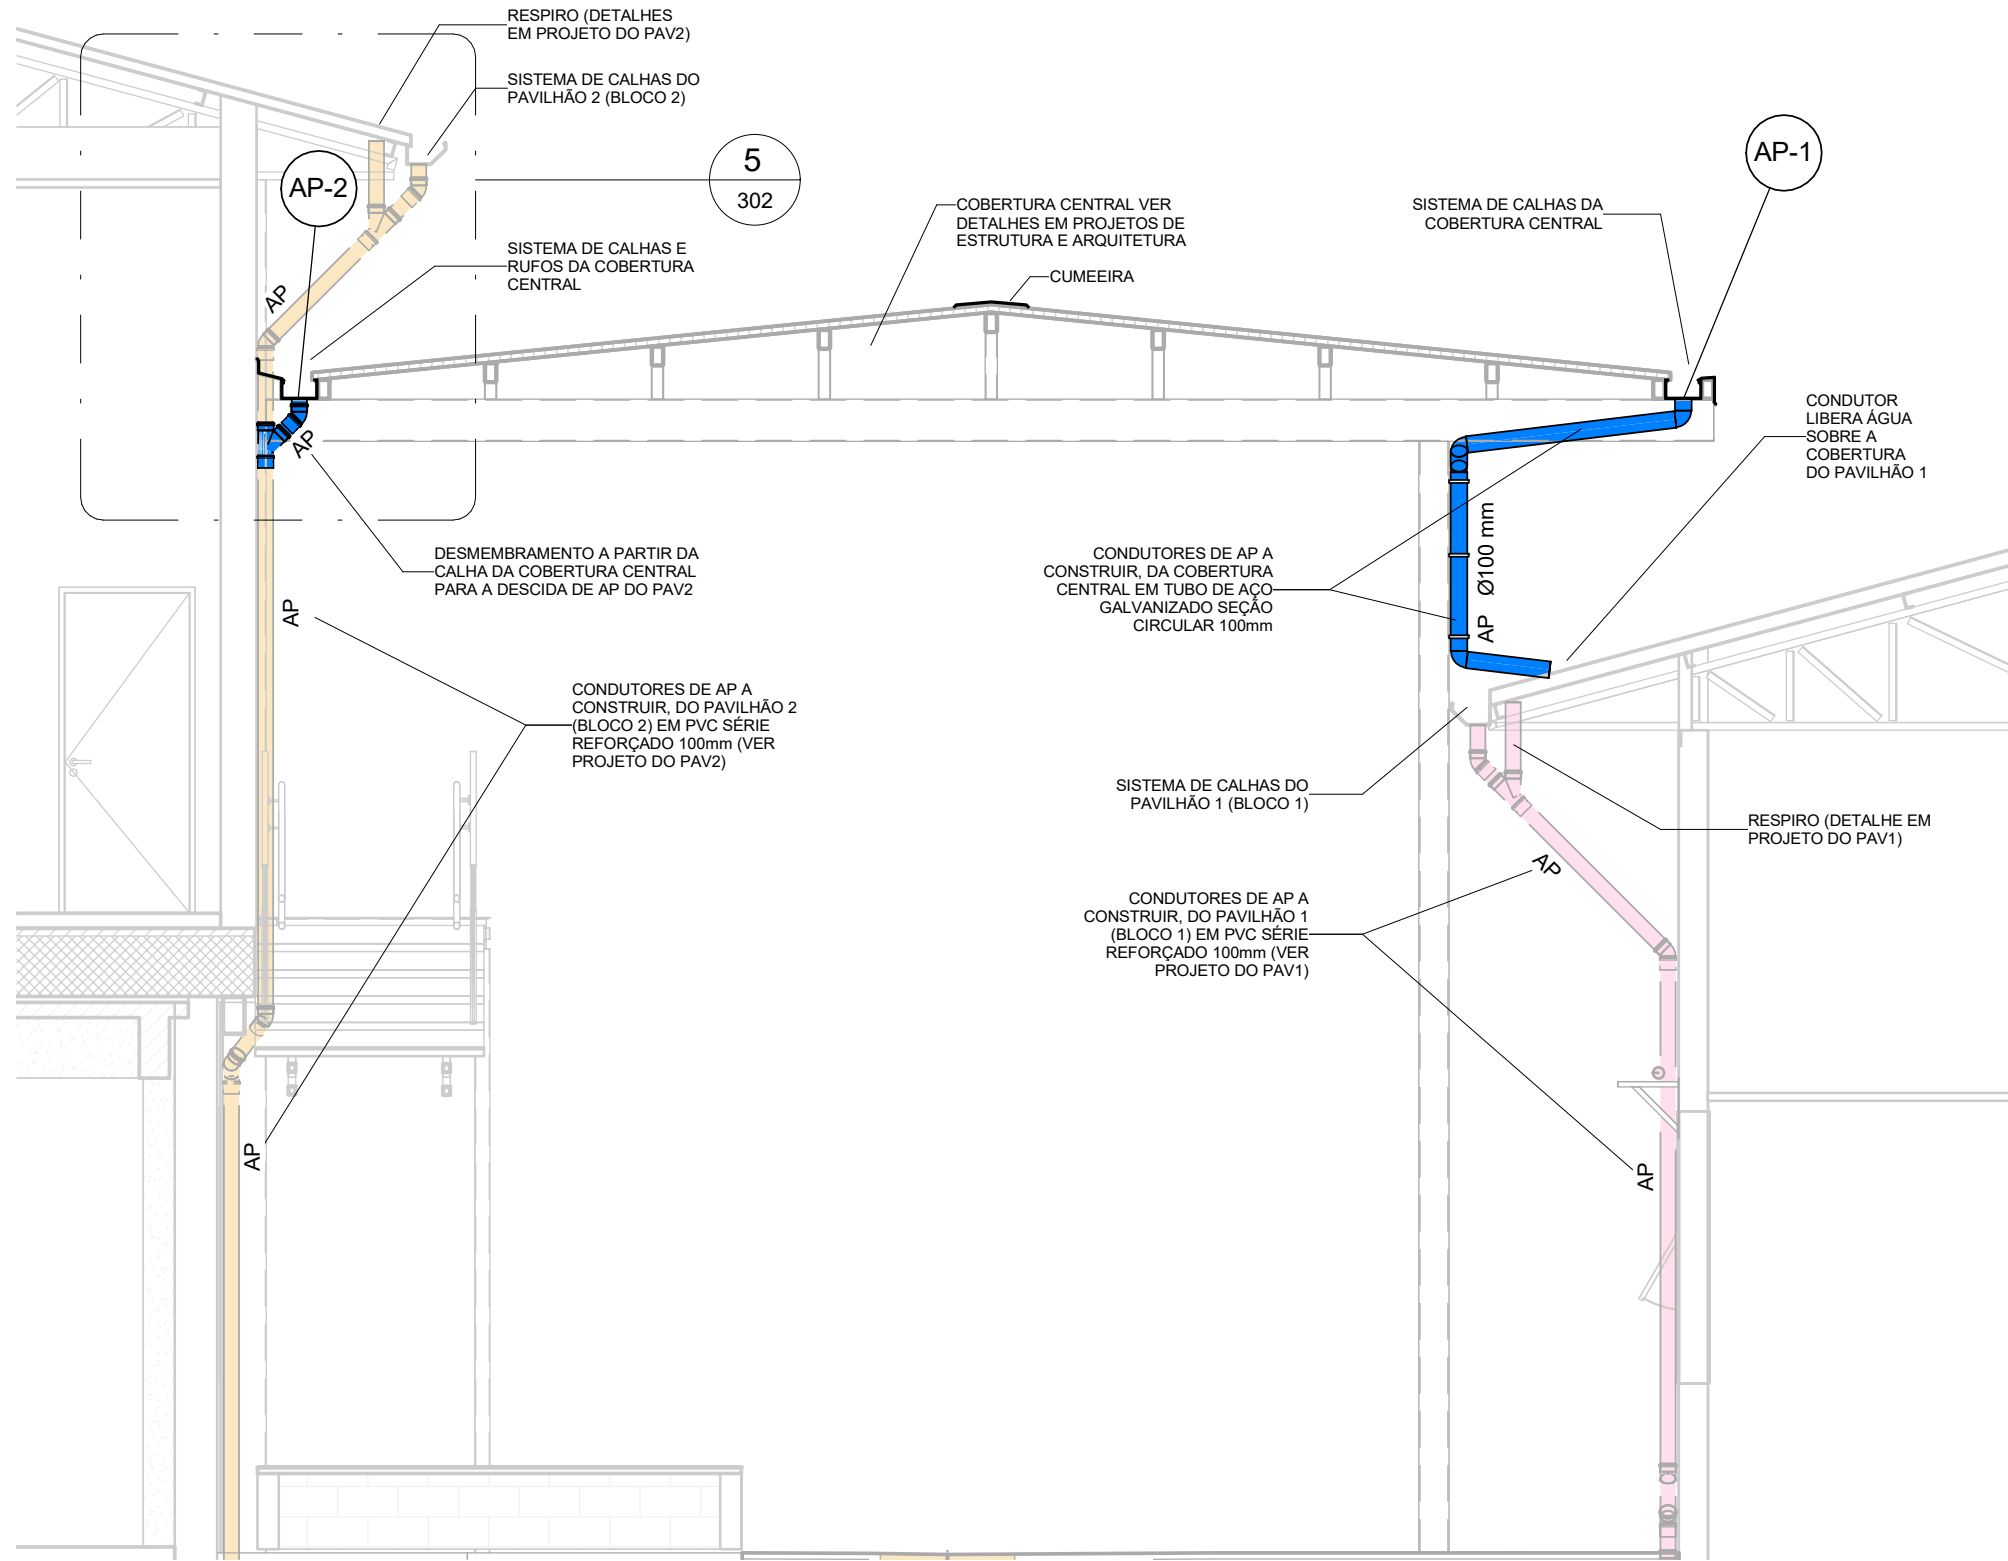 RESPIRO (DETALHES
EM PROJETO DO PAV2)
SISTEMA DE CALHAS DO
PAVILHÃO 2 (BLOCO 2)
5
302
AP-2
AP-1
COBERTURA CENTRAL VER
DETALHES EM PROJETOS DE
ESTRUTURA E ARQUITETURA
SISTEMA DE CALHAS DA
COBERTURA CENTRAL
SISTEMA DE CALHAS E
RUFOS DA COBERTURA
CENTRAL
CUMEEIRA
AP
AP
CONDUTOR
LIBERA ÁGUA
SOBRE A
COBERTURA
DO PAVILHÃO 1
DESMEMBRAMENTO A PARTIR DA
CALHA DA COBERTURA CENTRAL
PARA A DESCIDA DE AP DO PAV2
CONDUTORES DE AP A
CONSTRUIR, DA COBERTURA
CENTRAL EM TUBO DE AÇO
GALVANIZADO SEÇÃO
CIRCULAR 100mm
AP Ø100 mm
AP
CONDUTORES DE AP A
CONSTRUIR, DO PAVILHÃO 2
(BLOCO 2) EM PVC SÉRIE
REFORÇADO 100mm (VER
PROJETO DO PAV2)
SISTEMA DE CALHAS DO
PAVILHÃO 1 (BLOCO 1)
RESPIRO (DETALHE EM
PROJETO DO PAV1)
AP
CONDUTORES DE AP A
CONSTRUIR, DO PAVILHÃO 1
(BLOCO 1) EM PVC SÉRIE
REFORÇADO 100mm (VER
PROJETO DO PAV1)
AP
AP